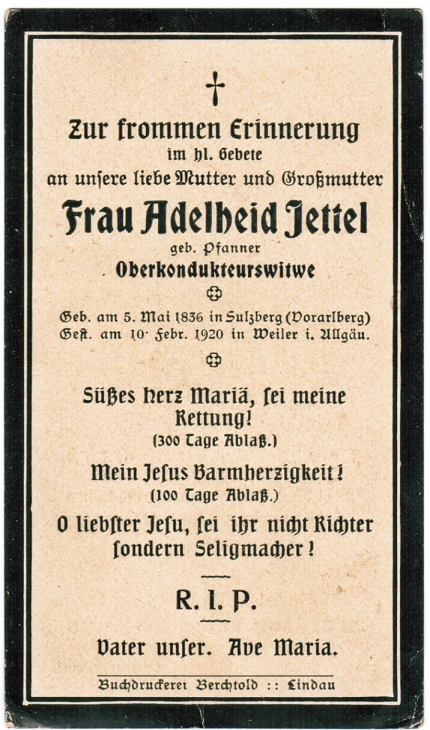 Zur frommen Erinnerung
im hl. Gebete
an unsere liebe Mutter und Großmutter
Frau Adelheid Jettel
geb. Pfanner
Oberkondukteurswitwe
Geb. am 5. Mai 1836 in Sulzberg (Vorarlberg)
Gest. am 10. Febr. 1920 in Weiler i. Allgäu.
Süßes Herz Mariä, sei meine
Rettung!
(300 Tage Ablaß.)
Mein Jesus Barmherzigkeit!
(100 Tage Ablaß.)
O liebster Jesu, sei ihr nicht Richter
sondern Seligmacher!
R. I. P.
Vater unser. Ave Maria.
Buchdruckerei Berchtold :: Lindau